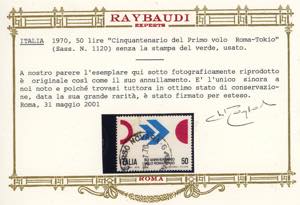 RAYBAUDI
EXPERTS
ITALIA 1970, 50 lire "Cinquantenario del Primo volo Roma-Tokio"
(Sass. N. 1120) senza la stampa del verde, usato.
A nostro parere l'esemplare qui sotto fotograficamente riprodotto
è originale così come il suo annullamento. E' l'unico sinora
a noi noto e poiché trovasi tuttora in ottimo stato di conservazione,
data la sua grande rarità, è stato firmato per esteso.
Roma, 31 maggio 2001
ITALIA
50
ROMA